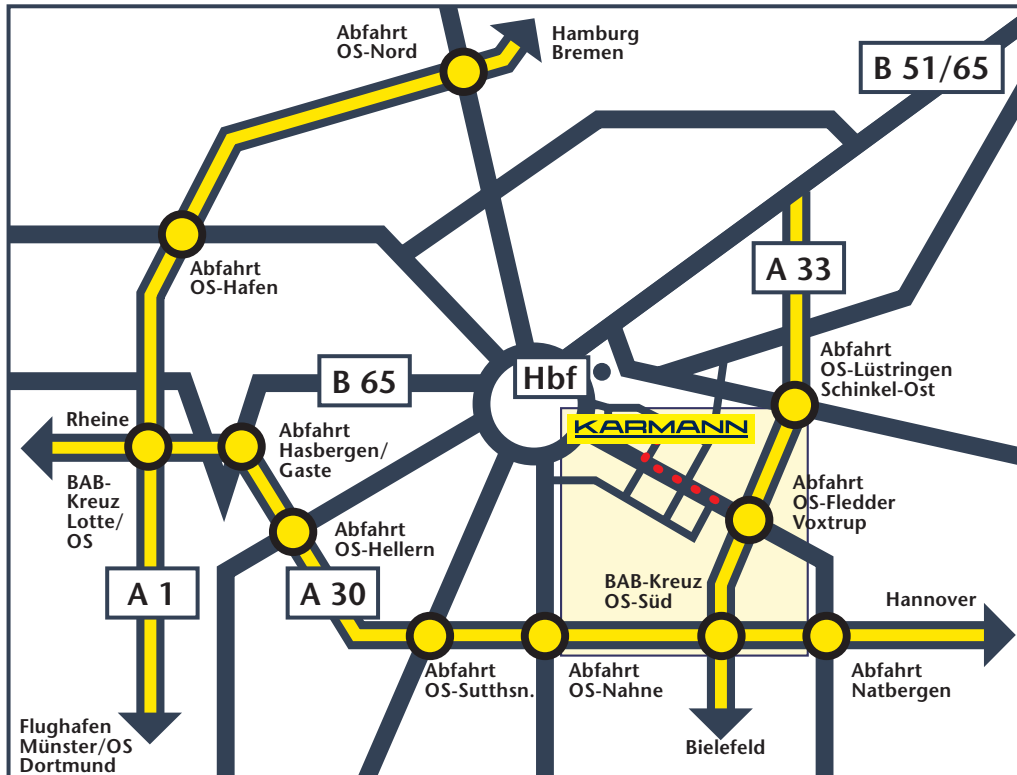 Abfahrt
OS-Nord
Hamburg
Bremen
B 51/65
Abfahrt
OS-Hafen
A 33
B 65
Hbf
Abfahrt
OS-Lüstringen
Schinkel-Ost
Rheine
KARMANN
Abfahrt
Hasbergen/
Gaste
BAB-
Kreuz
Lotte/
OS
Abfahrt
OS-Fledder
Voxtrup
Abfahrt
OS-Hellern
A 1
A 30
BAB-Kreuz
OS-Süd
Hannover
Abfahrt
OS-Sutthsn.
Abfahrt
OS-Nahne
Abfahrt
Natbergen
Flughafen
Münster/OS
Dortmund
Bielefeld